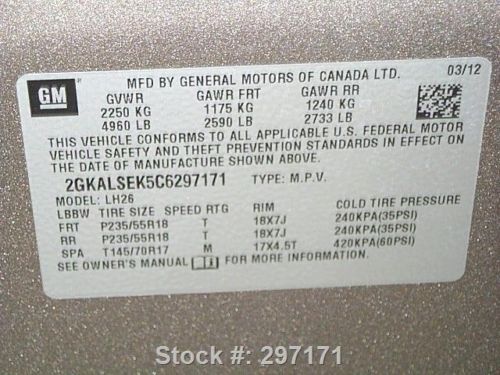 GM
MFD BY GENERAL MOTORS OF CANADA LTD.
03/12
GVWR GAWR FRT GAWR RR
2250 KG 1175 KG 1240 KG
4960 LB 2590 LB 2733 LB
THIS VEHICLE CONFORMS TO ALL APPLICABLE U.S. FEDERAL MOTOR
VEHICLE SAFETY AND THEFT PREVENTION STANDARDS IN EFFECT ON
THE DATE OF MANUFACTURE SHOWN ABOVE.
2GKALSEK5C6297171 TYPE: M.P.V.
MODEL: LH26
LBBW TIRE SIZE SPEED RTG RIM COLD TIRE PRESSURE
FRT P235/55R18 T 18X7J 240KPA(35PSI)
RR P235/55R18 T 18X7J 240KPA(35PSI)
SPA T145/70R17 M 17X4.5T 420KPA(60PSI)
SEE OWNER'S MANUAL FOR MORE INFORMATION.
Stock #: 297171